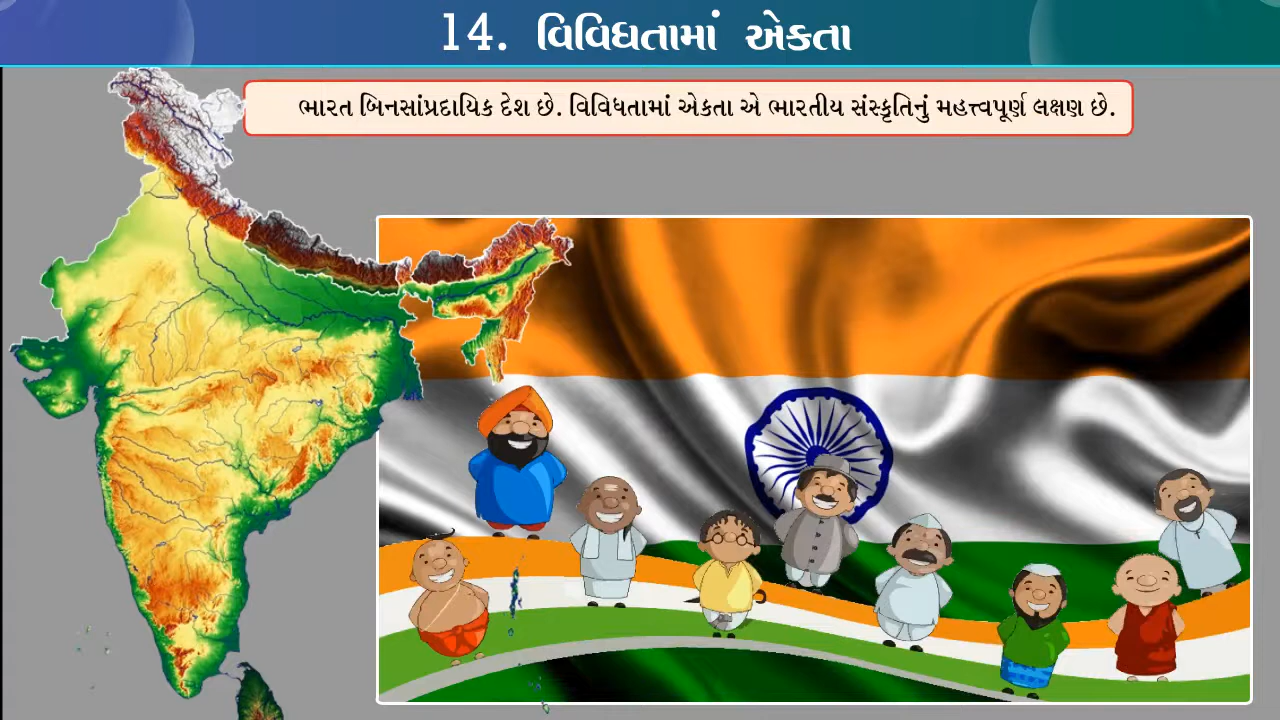 14. વિવિધતામાં એકતા
ભારત બિનસાંપ્રદાયિક દેશ છે. વિવિધતામાં એકતા એ ભારતીય સંસ્કૃતિનું મહત્ત્વપૂર્ણ લક્ષણ છે.